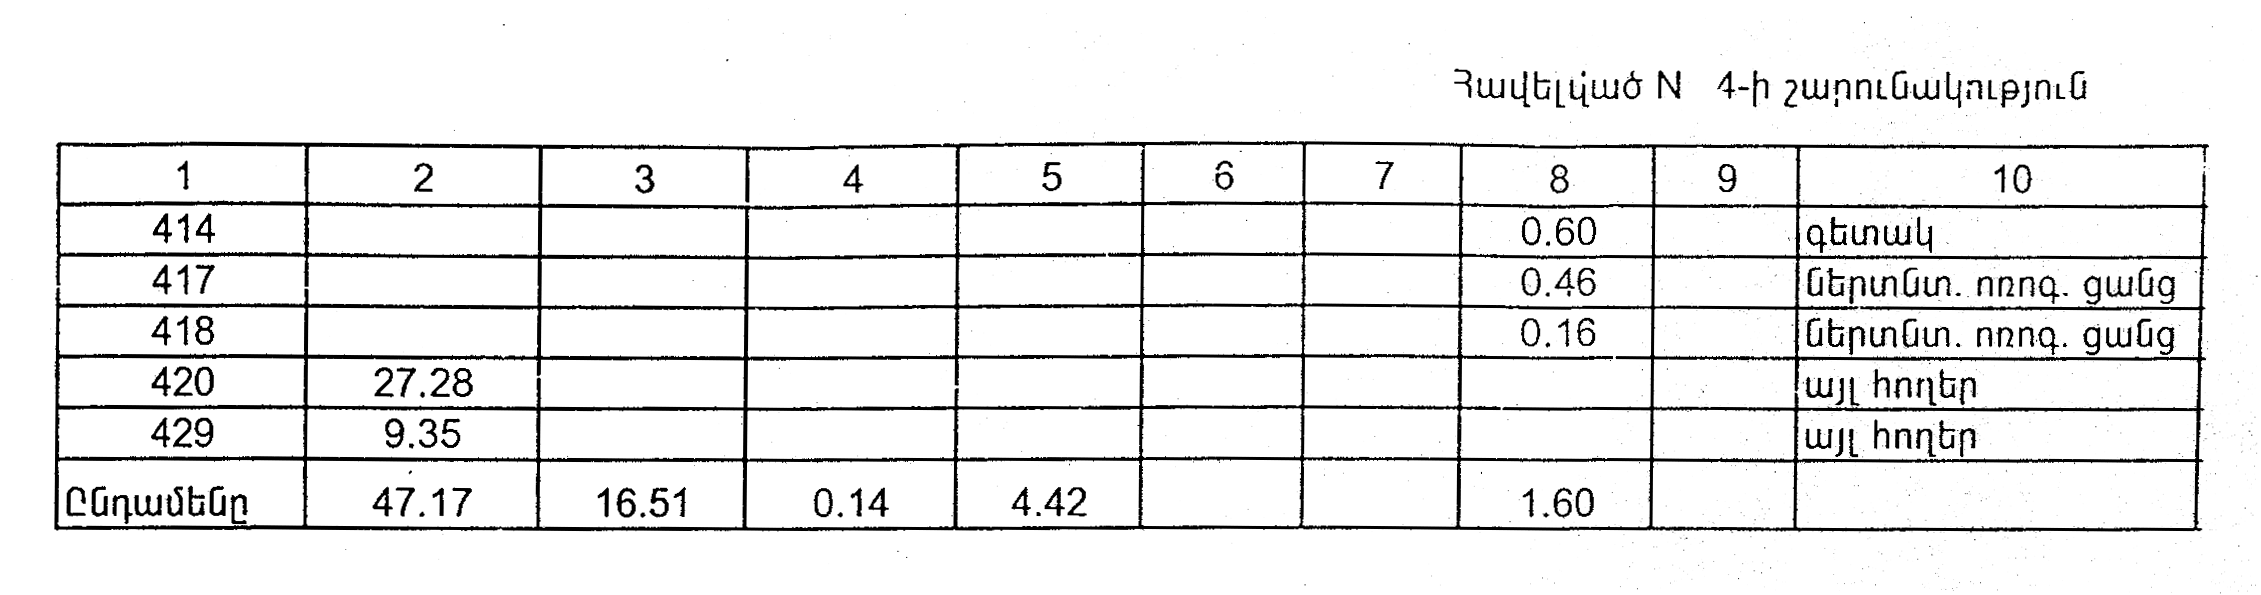 Հավելված N 4-ի շարունակություն
1 2 3 4 5 6 7 8 9 10
414 0.60 գետակ
417 0.46 ներտնտ. ոռոգ. ցանց
418 0.16 ներտնտ. ոռոգ. ցանց
420 27.28 այլ հողեր
429 9.35 այլ հողեր
Ընդամենը 47.17 16.51 0.14 4.42 1.60